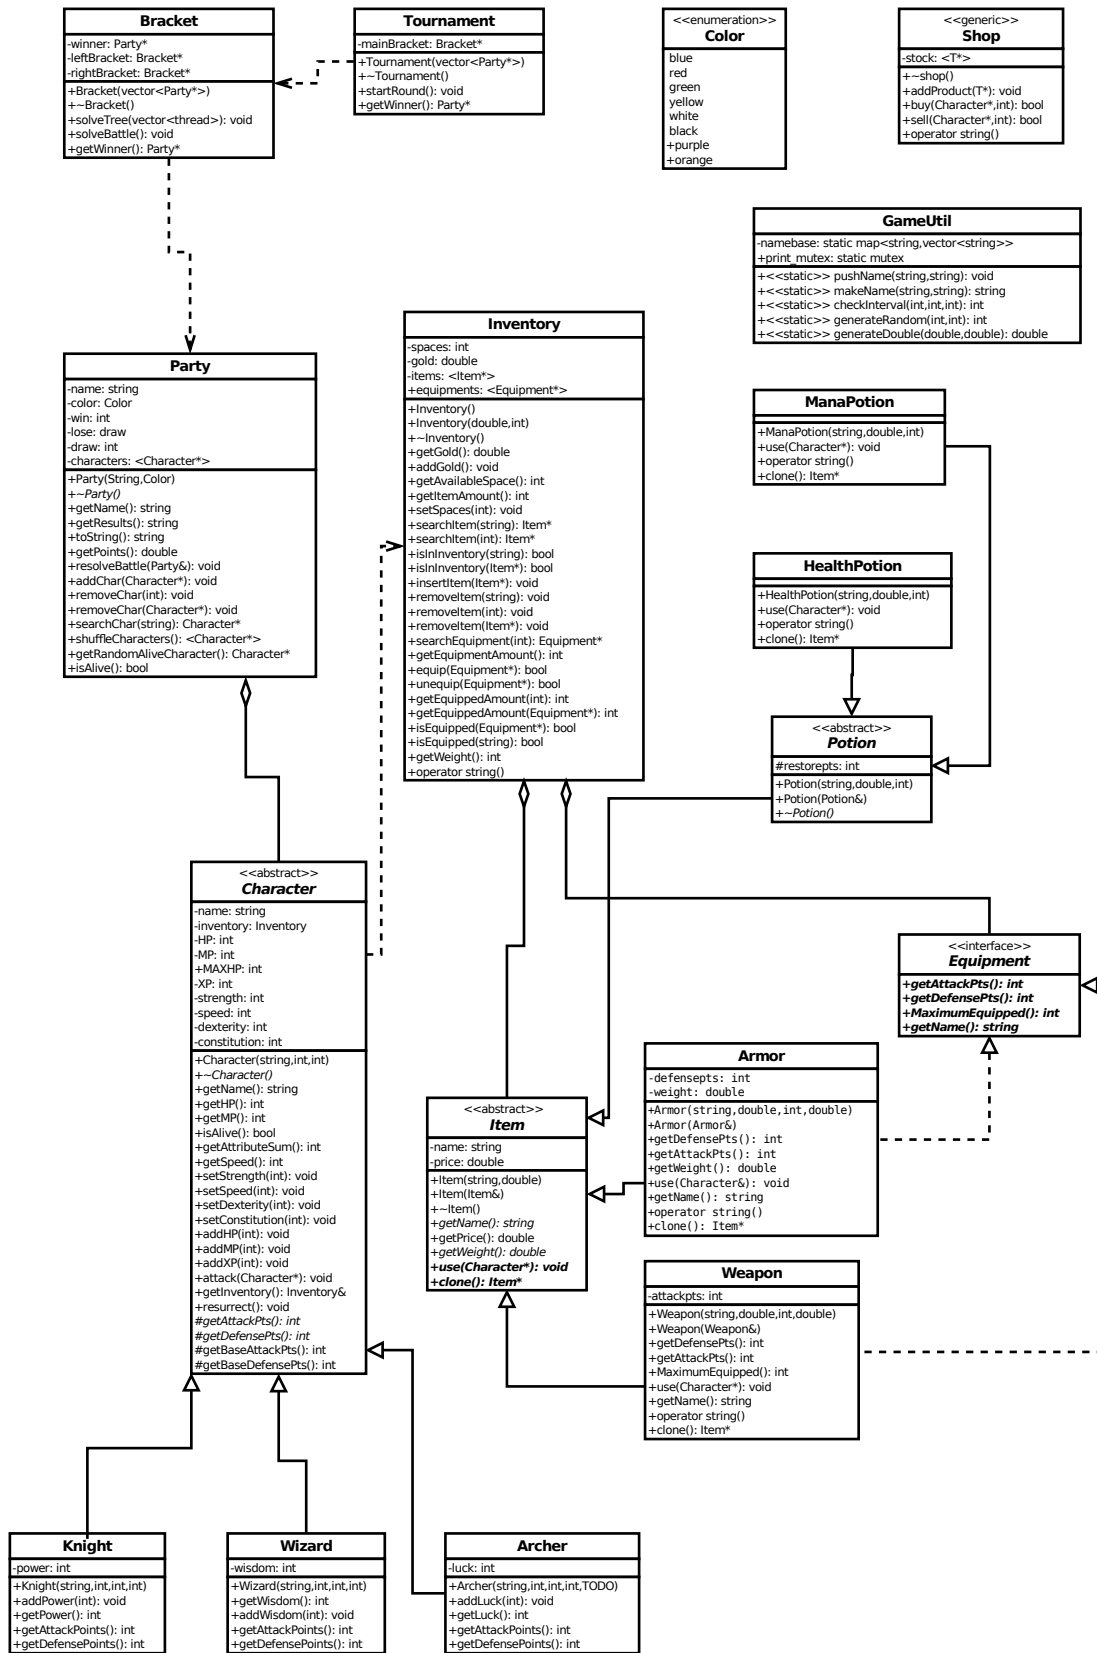 Bracket
-winner: Party*
-leftBracket: Bracket*
-rightBracket: Bracket*
+Bracket(vector<Party*>)
+~Bracket()
+solveTree(vector<thread>): void
+solveBattle(): void
+getWinner(): Party*
Tournament
-mainBracket: Bracket*
+Tournament(vector<Party*>)
+~Tournament()
+startRound(): void
+getWinner(): Party*
<<enumeration>>
Color
blue
red
green
yellow
white
black
+purple
+orange
<<generic>>
Shop
-stock: <T*>
+~shop()
+addProduct(T*): void
+buy(Character*,int): bool
+sell(Character*,int): bool
+operator string()
GameUtil
-namebase: static map<string,vector<string>>
+print_mutex: static mutex
+<<static>> pushName(string,string): void
+<<static>> makeName(string,string): string
+<<static>> checkInterval(int,int,int): int
+<<static>> generateRandom(int,int): int
+<<static>> generateDouble(double,double): double
Party
-name: string
-color: Color
-win: int
-lose: draw
-draw: int
-characters: <Character*>
+Party(String,Color)
+~Party()
+getName(): string
+getResults(): string
+toString(): string
+getPoints(): double
+resolveBattle(Party&): void
+addChar(Character*): void
+removeChar(int): void
+removeChar(Character*): void
+searchChar(string): Character*
+shuffleCharacters(): <Character*>
+getRandomAliveCharacter(): Character*
+isAlive(): bool
Inventory
-spaces: int
-gold: double
-items: <Item*>
+equipments: <Equipment*>
+Inventory()
+Inventory(double,int)
+~Inventory()
+getGold(): double
+addGold(): void
+getAvailableSpace(): int
+getItemAmount(): int
+setSpaces(int): void
+searchItem(string): Item*
+searchItem(int): Item*
+isInInventory(string): bool
+isInInventory(Item*): bool
+insertItem(Item*): void
+removeItem(string): void
+removeItem(int): void
+removeItem(Item*): void
+searchEquipment(int): Equipment*
+getEquipmentAmount(): int
+equip(Equipment*): bool
+unequip(Equipment*): bool
+getEquippedAmount(int): int
+getEquippedAmount(Equipment*): int
+isEquipped(Equipment*): bool
+isEquipped(string): bool
+getWeight(): int
+operator string()
ManaPotion
+ManaPotion(string,double,int)
+use(Character*): void
+operator string()
+clone(): Item*
HealthPotion
+HealthPotion(string,double,int)
+use(Character*): void
+operator string()
+clone(): Item*
<<abstract>>
Potion
#restorepts: int
+Potion(string,double,int)
+Potion(Potion&)
+~Potion()
<<abstract>>
Character
-name: string
-inventory: Inventory
-HP: int
-MP: int
+MAXHP: int
-XP: int
-strength: int
-speed: int
-dexterity: int
-constitution: int
+Character(string,int,int)
+~Character()
+getName(): string
+getHP(): int
+getMP(): int
+isAlive(): bool
+getAttributeSum(): int
+getSpeed(): int
+setStrength(int): void
+setSpeed(int): void
+setDexterity(int): void
+setConstitution(int): void
+addHP(int): void
+addMP(int): void
+addXP(int): void
+attack(Character*): void
+getInventory(): Inventory&
+resurrect(): void
#getAttackPts(): int
#getDefensePts(): int
#getBaseAttackPts(): int
#getBaseDefensePts(): int
<<interface>>
Equipment
+getAttackPts(): int
+getDefensePts(): int
+MaximumEquipped(): int
+getName(): string
Armor
-defensepts: int
-weight: double
+Armor(string,double,int,double)
+Armor(Armor&)
+getDefensePts(): int
+getAttackPts(): int
+getWeight(): double
+use(Character&): void
+getName(): string
+operator string()
+clone(): Item*
<<abstract>>
Item
-name: string
-price: double
+Item(string,double)
+Item(Item&)
+~Item()
+getName(): string
+getPrice(): double
+getWeight(): double
+use(Character*): void
+clone(): Item*
Weapon
-attackpts: int
+Weapon(string,double,int,double)
+Weapon(Weapon&)
+getDefensePts(): int
+getAttackPts(): int
+MaximumEquipped(): int
+use(Character*): void
+getName(): string
+operator string()
+clone(): Item*
Knight
-power: int
+Knight(string,int,int,int)
+addPower(int): void
+getPower(): int
+getAttackPoints(): int
+getDefensePoints(): int
Wizard
-wisdom: int
+Wizard(string,int,int,int)
+getWisdom(): int
+addWisdom(int): void
+getAttackPoints(): int
+getDefensePoints(): int
Archer
-luck: int
+Archer(string,int,int,int,TODO)
+addLuck(int): void
+getLuck(): int
+getAttackPoints(): int
+getDefensePoints(): int